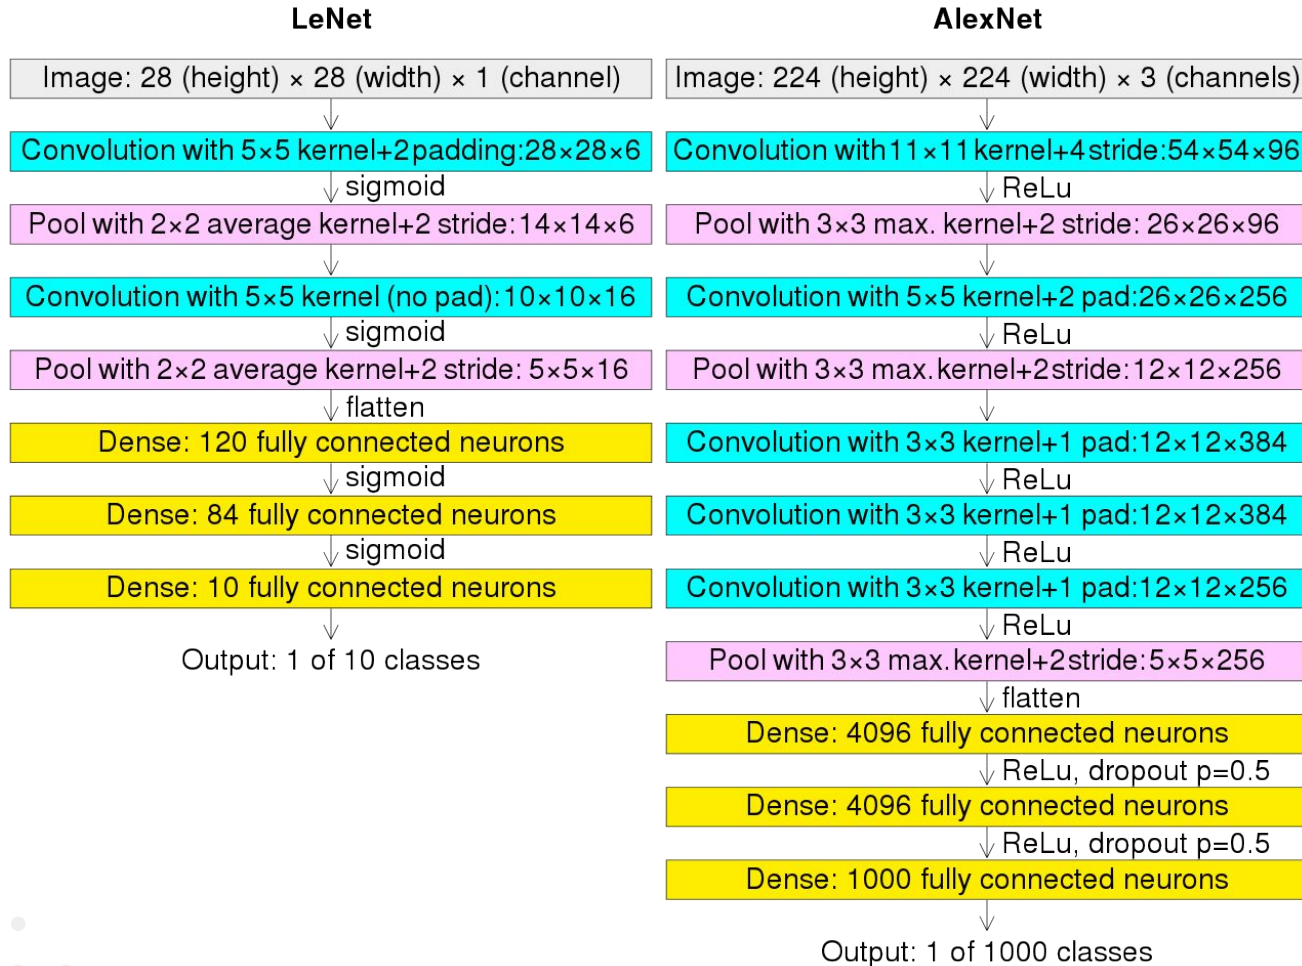 LeNet
Image: 28 (height) × 28 (width) × 1 (channel)
Convolution with 5×5 kernel+2padding:28×28×6
sigmoid
Pool with 2×2 average kernel+2 stride:14×14×6
Convolution with 5×5 kernel (no pad):10×10×16
sigmoid
Pool with 2×2 average kernel+2 stride: 5×5×16
flatten
Dense: 120 fully connected neurons
sigmoid
Dense: 84 fully connected neurons
sigmoid
Dense: 10 fully connected neurons
Output: 1 of 10 classes
AlexNet
Image: 224 (height) × 224 (width) × 3 (channels)
Convolution with 11×11 kernel+4 stride:54×54×96
ReLu
Pool with 3×3 max. kernel+2 stride: 26×26×96
Convolution with 5×5 kernel+2 pad:26×26×256
ReLu
Pool with 3×3 max.kernel+2stride:12×12×256
Convolution with 3×3 kernel+1 pad:12×12×384
ReLu
Convolution with 3×3 kernel+1 pad:12×12×384
ReLu
Convolution with 3×3 kernel+1 pad:12×12×256
ReLu
Pool with 3×3 max.kernel+2stride:5×5×256
flatten
Dense: 4096 fully connected neurons
ReLu, dropout p=0.5
Dense: 4096 fully connected neurons
ReLu, dropout p=0.5
Dense: 1000 fully connected neurons
Output: 1 of 1000 classes